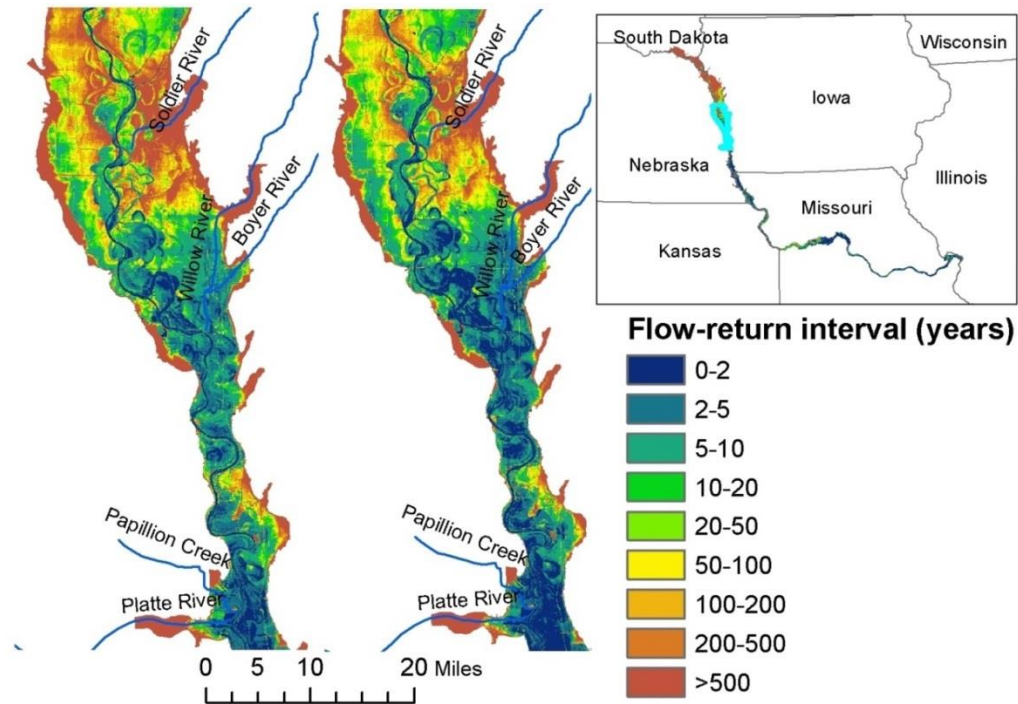 Soldier River
Boyer River
Willow River
Papillion Creek
Platte River
Soldier River
Boyer River
Willow River
Papillion Creek
Platte River
0 5 10 20 Miles
South Dakota
Wisconsin
Iowa
Nebraska
Illinois
Missouri
Kansas
Flow-return interval (years)
0-2
2-5
5-10
10-20
20-50
50-100
100-200
200-500
>500